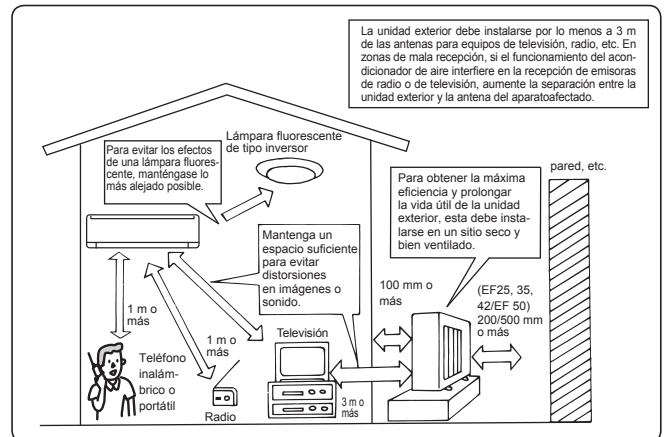 La unidad exterior debe instalarse por lo menos a 3 m
de las antenas para equipos de televisión, radio, etc. En
zonas de mala recepción, si el funcionamiento del acon-
dicionador de aire interfiere en la recepción de emisoras
de radio o de televisión, aumente la separación entre la
unidad exterior y la antena del aparatoafectado.
Lámpara fluorescente
de tipo inversor
Para evitar los efectos
de una lámpara fluores-
cente, manténgase lo
más alejado posible.
pared, etc.
Para obtener la máxima
eficiencia y prolongar
la vida útil de la unidad
exterior, esta debe insta-
larse en un sitio seco y
bien ventilado.
Mantenga un
espacio suficiente
para evitar
distorsiones
en imágenes o
sonido.
100 mm o
más
(EF25, 35,
42/EF 50)
200/500 mm
o más
1 m o
más
1 m o
más
Televisión
Teléfono
inalám-
brico o
portátil
Radio
3 m o
más